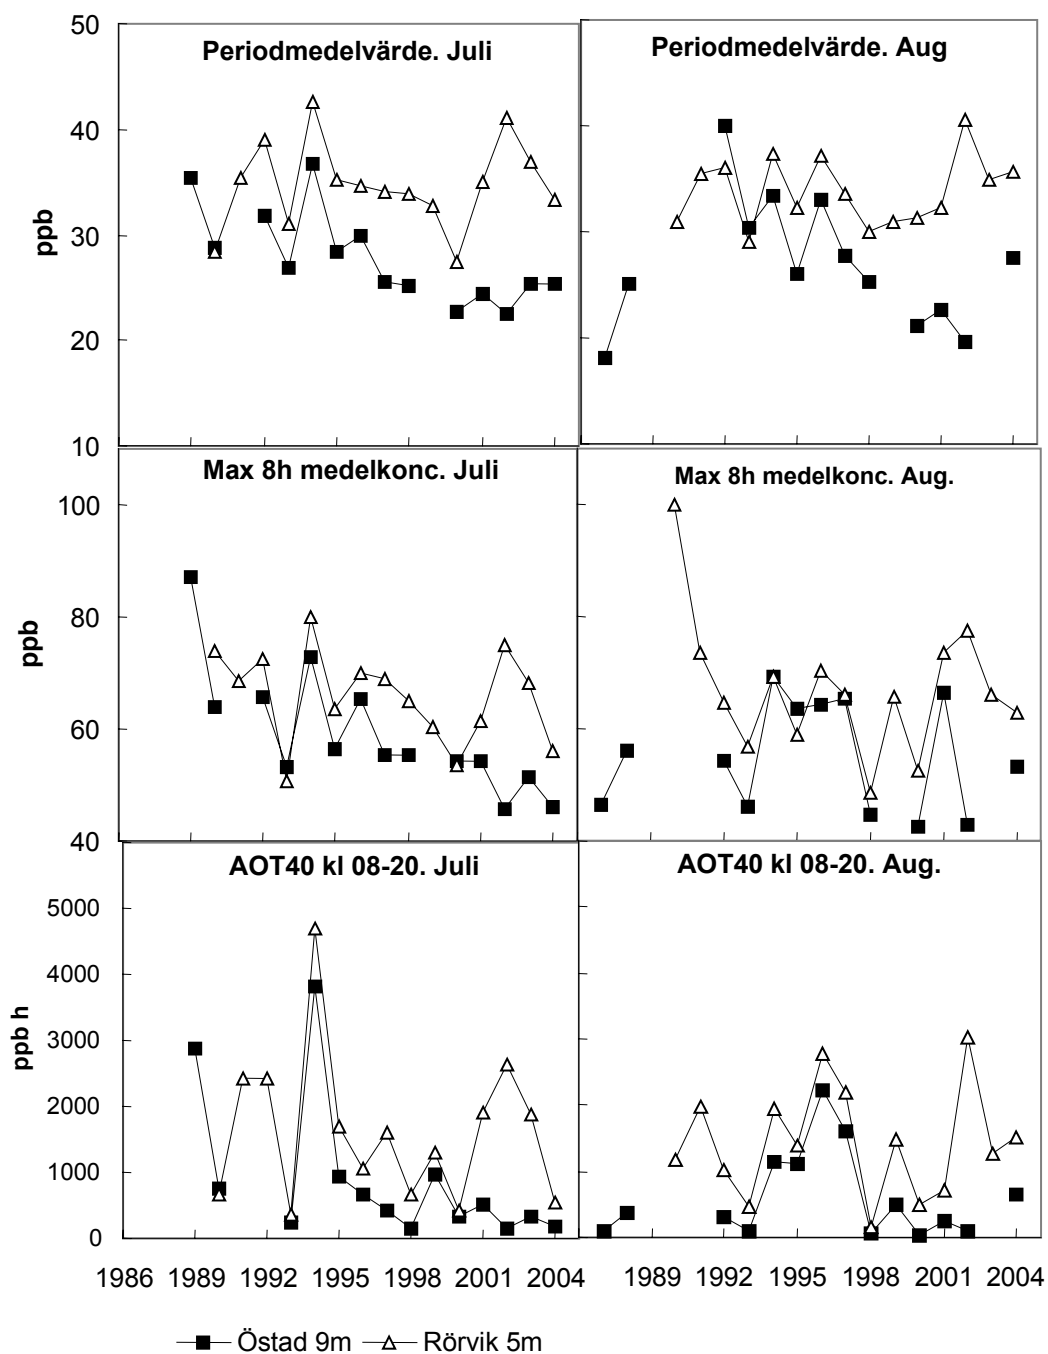 50
Periodmedelvärde. Juli
Periodmedelvärde. Aug
40
ppb
30
20
10
Max 8h medelkonc. Juli
Max 8h medelkonc. Aug.
100
80
ppb
60
40
AOT40 kl 08-20. Juli
AOT40 kl 08-20. Aug.
5000
4000
ppb h
3000
2000
1000
0
1986 1989 1992 1995 1998 2001 2004
1989 1992 1995 1998 2001 2004
Östad 9m
Rörvik 5m